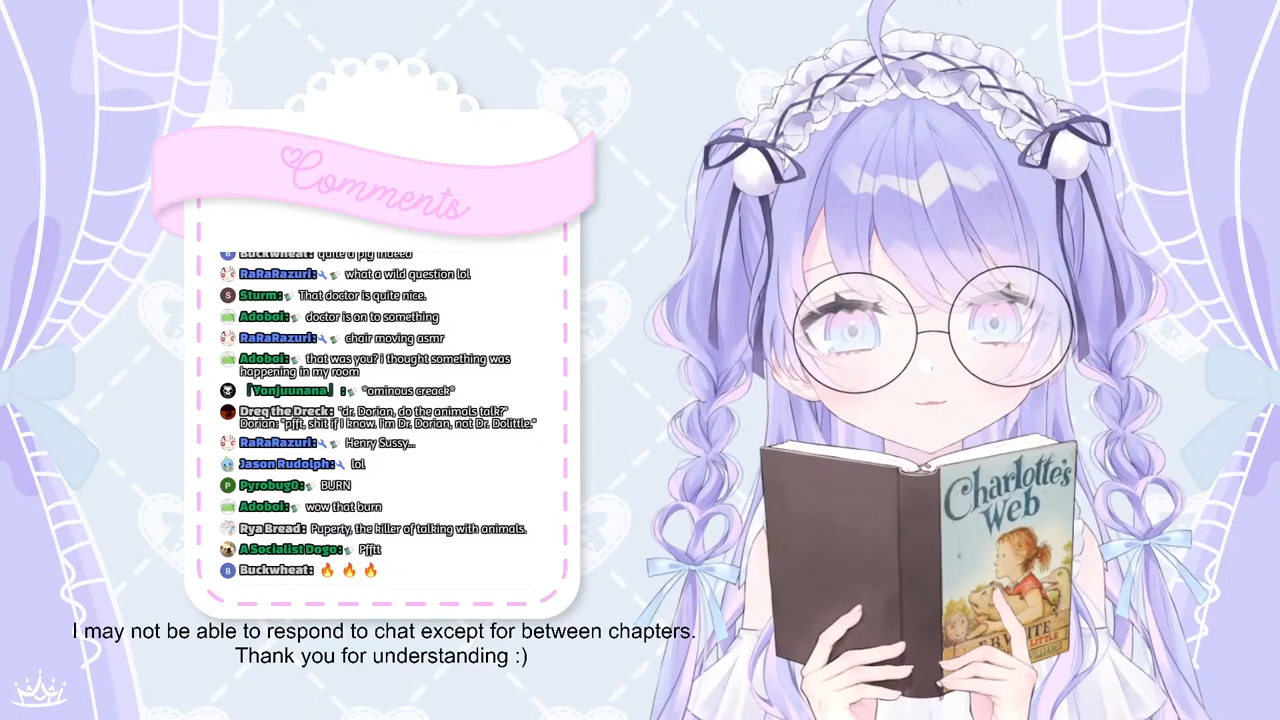 Comments
B Buckwheat: quite a pig indeed
RaRaRazuri: what a wild question lol
S Sturm: That doctor is quite nice.
Adoboi: doctor is on to something
RaRaRazuri: chair moving asmr
Adoboi: that was you? i thought something was
happening in my room
『Yonjuunana』: *ominous creack*
Dreq the Dreck: "dr. Dorian, do the animals talk?"
Dorian: "pfft, shit if I know. I'm Dr. Dorian, not Dr. Dolittle."
RaRaRazuri: Henry Sussy...
Jason Rudolph: lol
P Pyrobug0: BURN
Adoboi: wow that burn
Rya Bread: Puperty, the killer of talking with animals.
A Socialist Dogo: Pfftt
B Buckwheat: 🔥 🔥 🔥
I may not be able to respond to chat except for between chapters.
Thank you for understanding :)
Charlotte's
Web
LITTLE